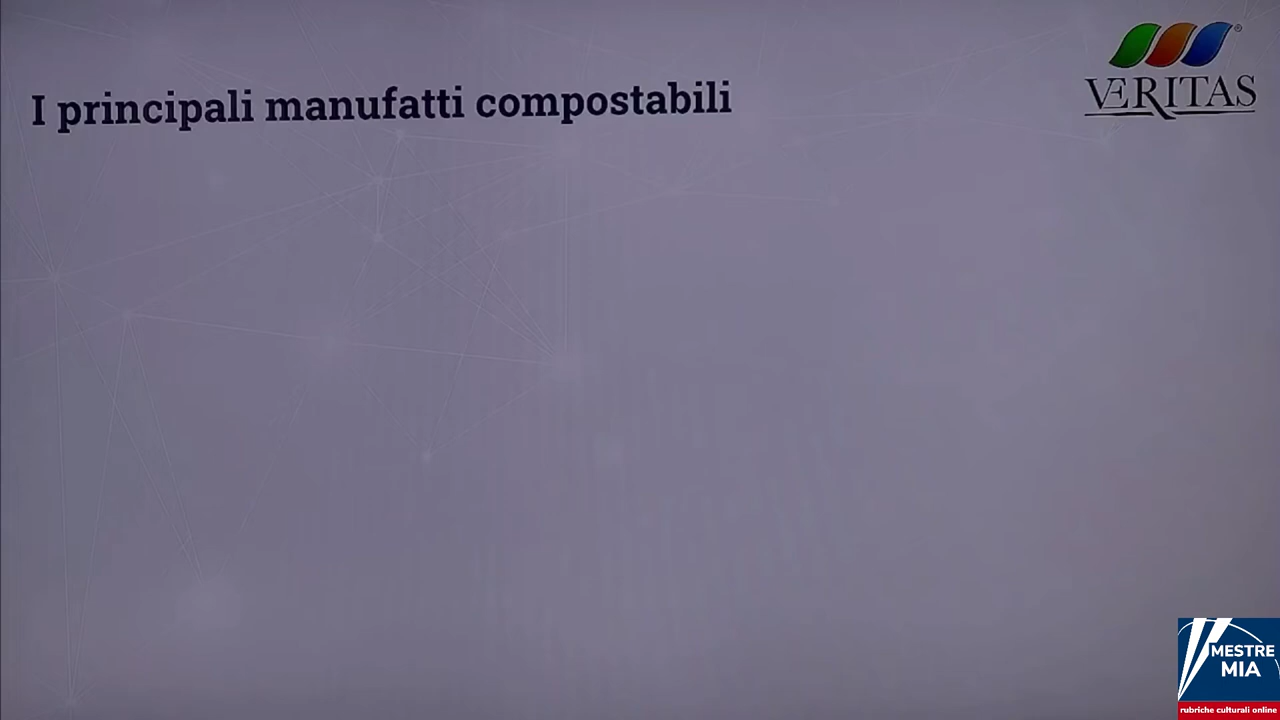 I principali manufatti compostabili
VERITAS
MESTRE
MIA
rubriche culturali online